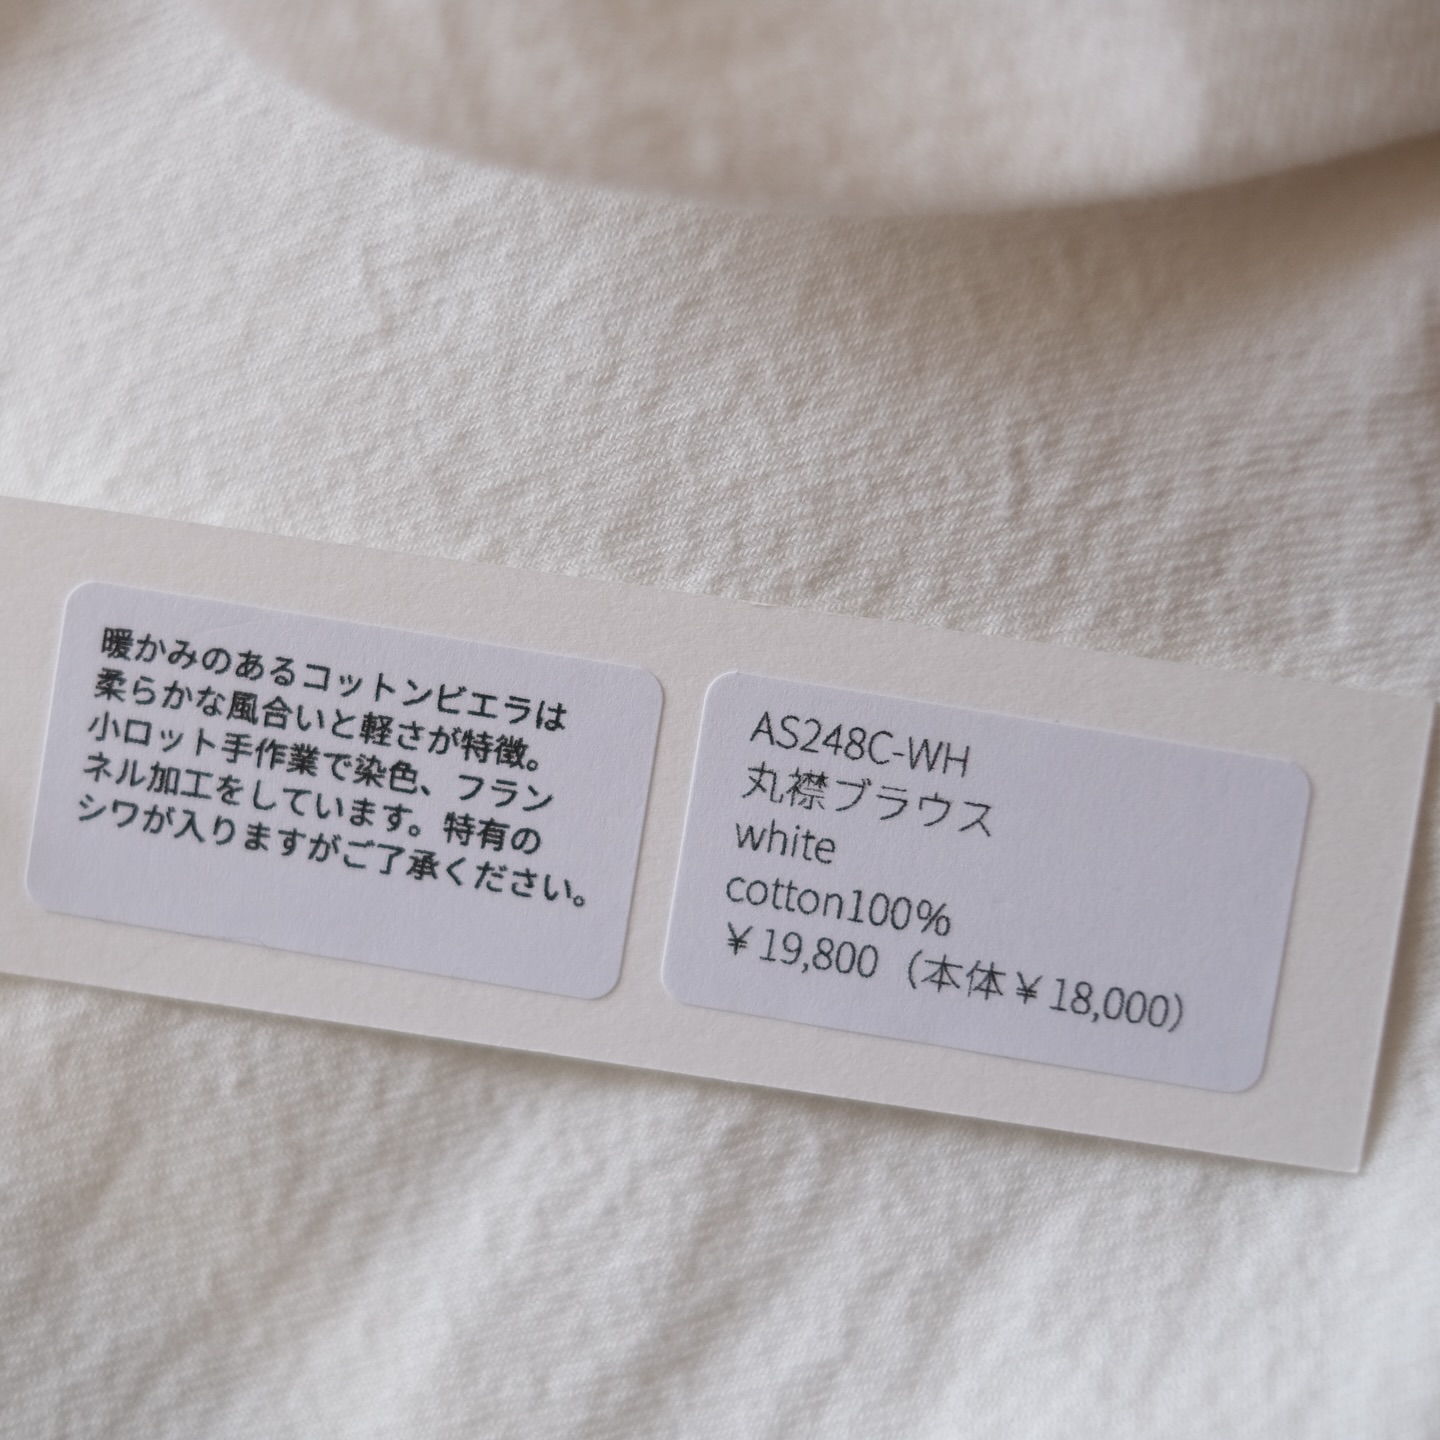 暖かみのあるコットンビエラは
柔らかな風合いと軽さが特徴。
小ロット手作業で染色、フラン
ネル加工をしています。特有の
シワが入りますがご了承ください。
AS248C-WH
丸襟ブラウス
white
cotton100%
￥19,800（本体￥18,000）